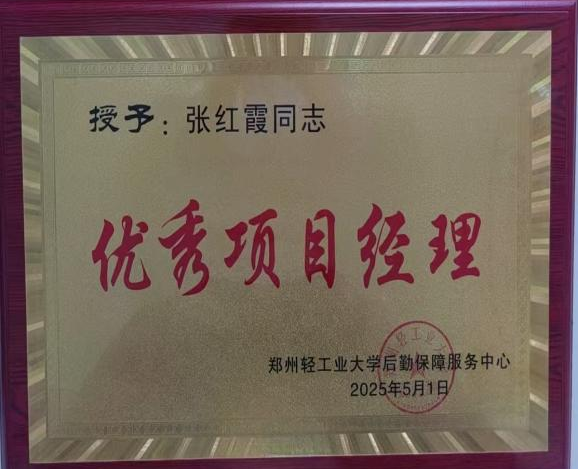 授予：张红霞同志
优秀项目经理
郑州轻工业大学后勤保障服务中心
2025年5月1日